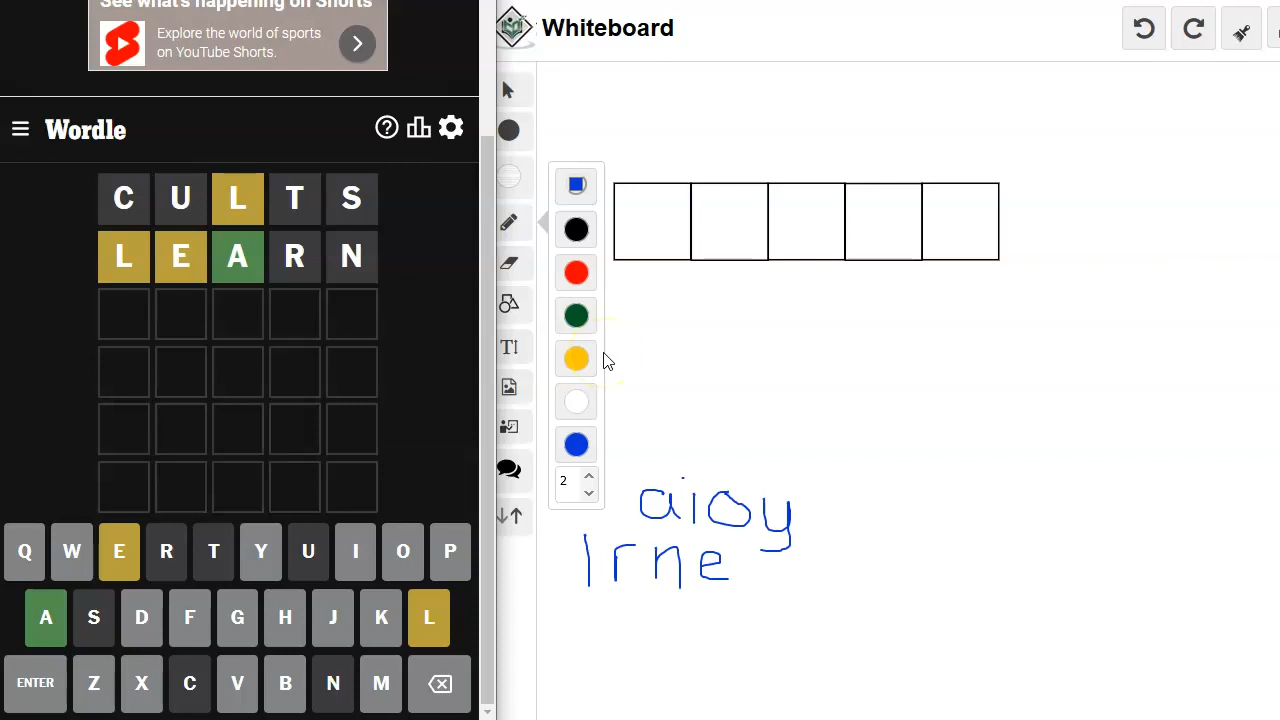 See what's happening on Shorts
Explore the world of sports
on YouTube Shorts.
Whiteboard
Wordle
C U L T S
L E A R N
Q W E R T Y U I O P
A S D F G H J K L
ENTER Z X C V B N M
2
TI
aioy
lrne